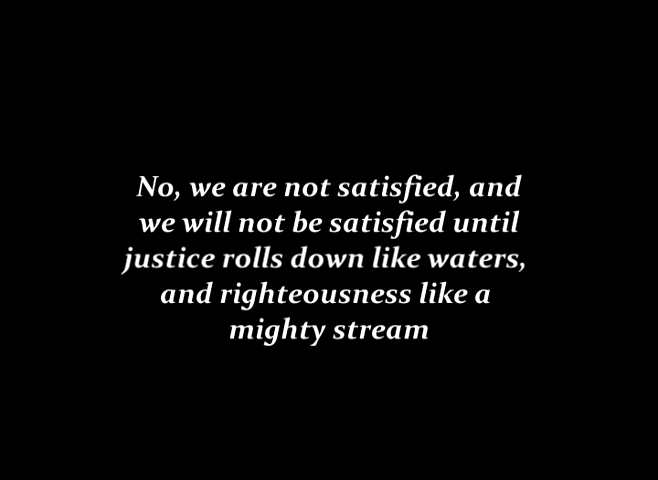 No, we are not satisfied, and
we will not be satisfied until
justice rolls down like waters,
and righteousness like a
mighty stream